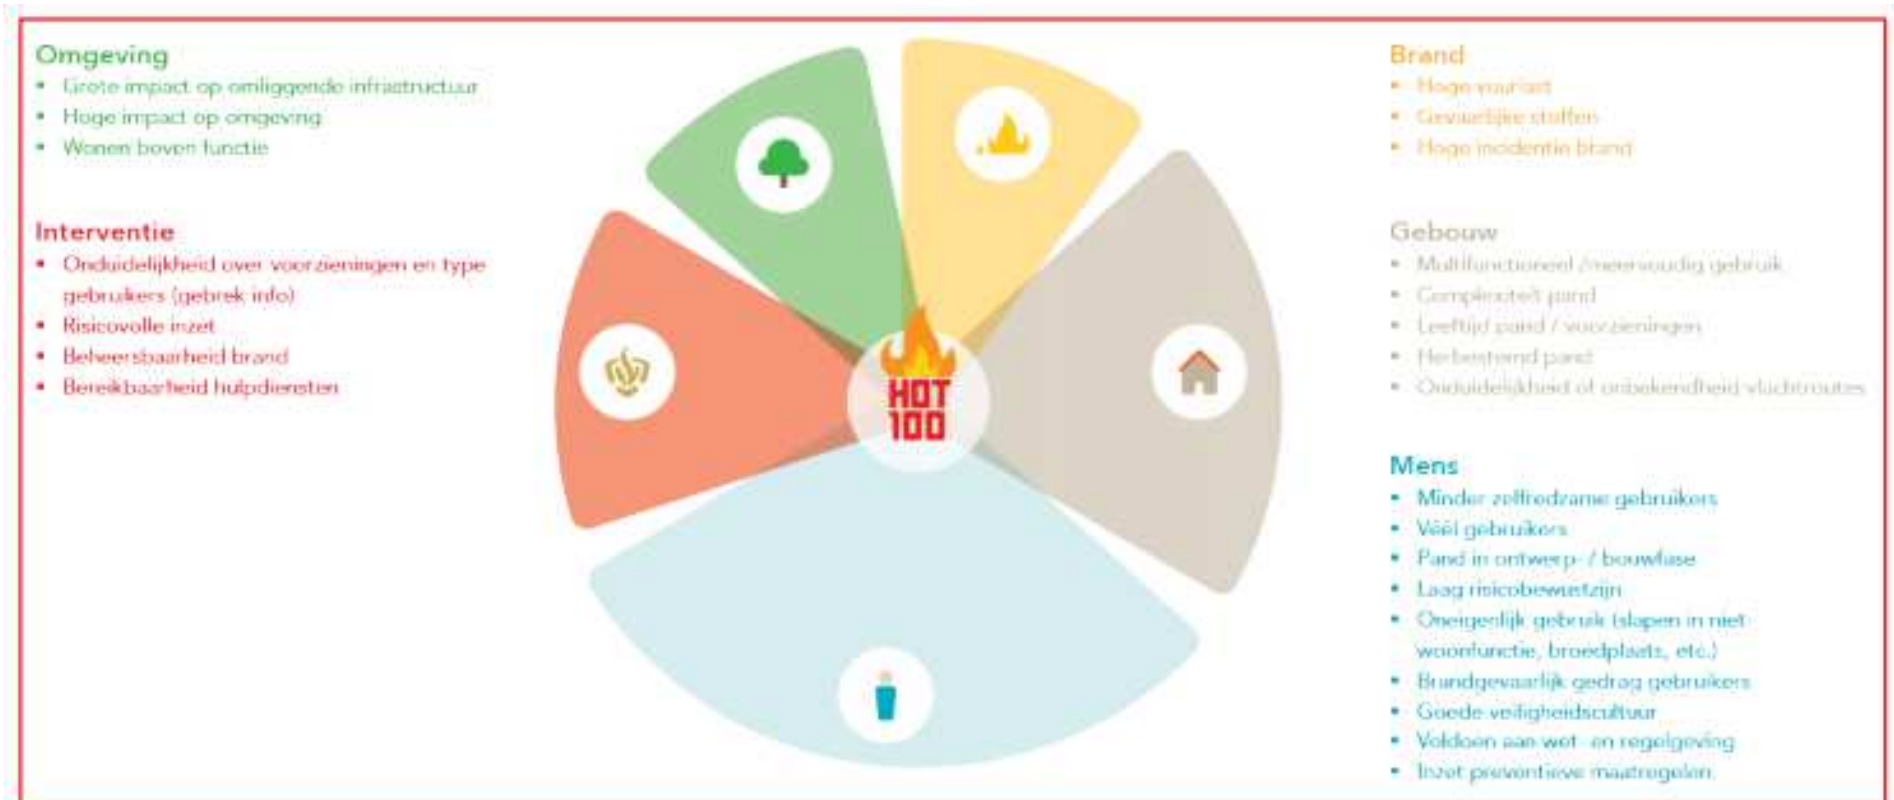 Omgeving
• Grote impact op omliggende infrastructuur
• Hoge impact op omgeving
• Wonen boven functie
Interventie
• Onduidelijkheid over voorzieningen en type
gebruikers (gebrek info)
• Risicovolle inzet
• Beheersbaarheid brand
• Bereikbaarheid hulpdiensten
HOT
100
Brand
• Hoge vuurlast
• Gevaarlijke stoffen
• Hoge incidentie brand
Gebouw
• Multifunctioneel /meervoudig gebruik
• Complexiteit pand
• Leeftijd pand / voorzieningen
• Herbestemd pand
• Onduidelijkheid of onbekendheid vluchtroutes
Mens
• Minder zelfredzame gebruikers
• Véél gebruikers
• Pand in ontwerp- / bouwfase
• Laag risicobewustzijn
• Oneigenlijk gebruik (slapen in niet
woonfunctie, broedplaats, etc.)
• Brandgevaarlijk gedrag gebruikers
• Goede veiligheidscultuur
• Voldoen aan wet- en regelgeving
• Inzet preventieve maatregelen